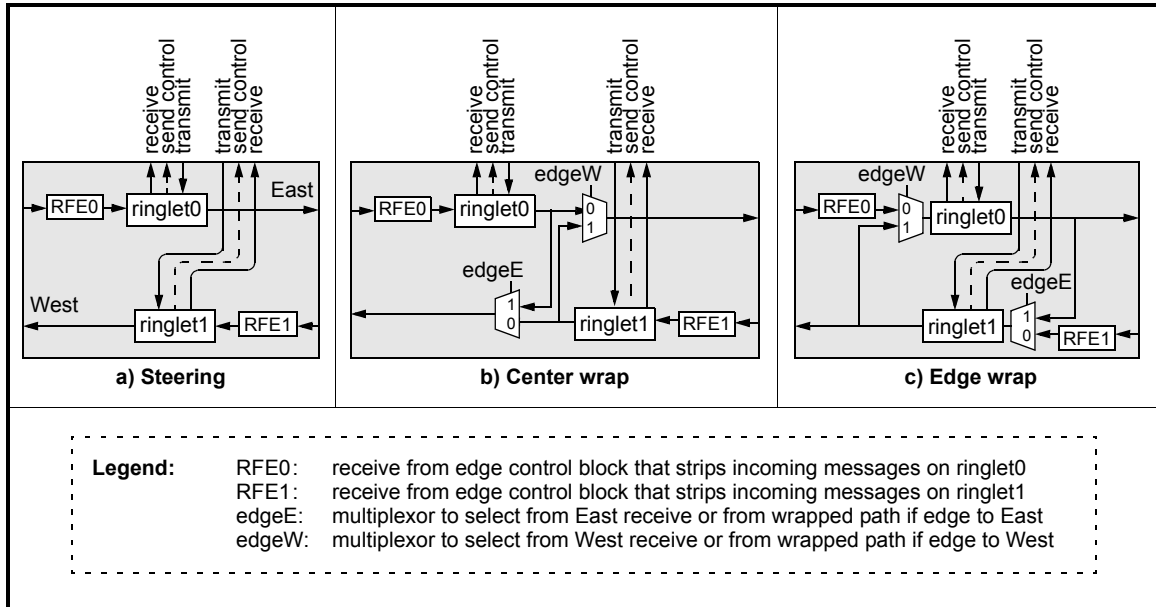 receive
send control
transmit
transmit
send control
receive
East
RFE0
ringlet0
West
ringlet1
RFE1
a) Steering
receive
send control
transmit
transmit
send control
receive
edgeW
RFE0
ringlet0
0
1
edgeE
1
0
ringlet1
RFE1
b) Center wrap
receive
send control
transmit
transmit
send control
receive
edgeW
RFE0
0
1
ringlet0
edgeE
ringlet1
1
0
RFE1
c) Edge wrap
Legend: RFE0: receive from edge control block that strips incoming messages on ringlet0
RFE1: receive from edge control block that strips incoming messages on ringlet1
edgeE: multiplexor to select from East receive or from wrapped path if edge to East
edgeW: multiplexor to select from West receive or from wrapped path if edge to West